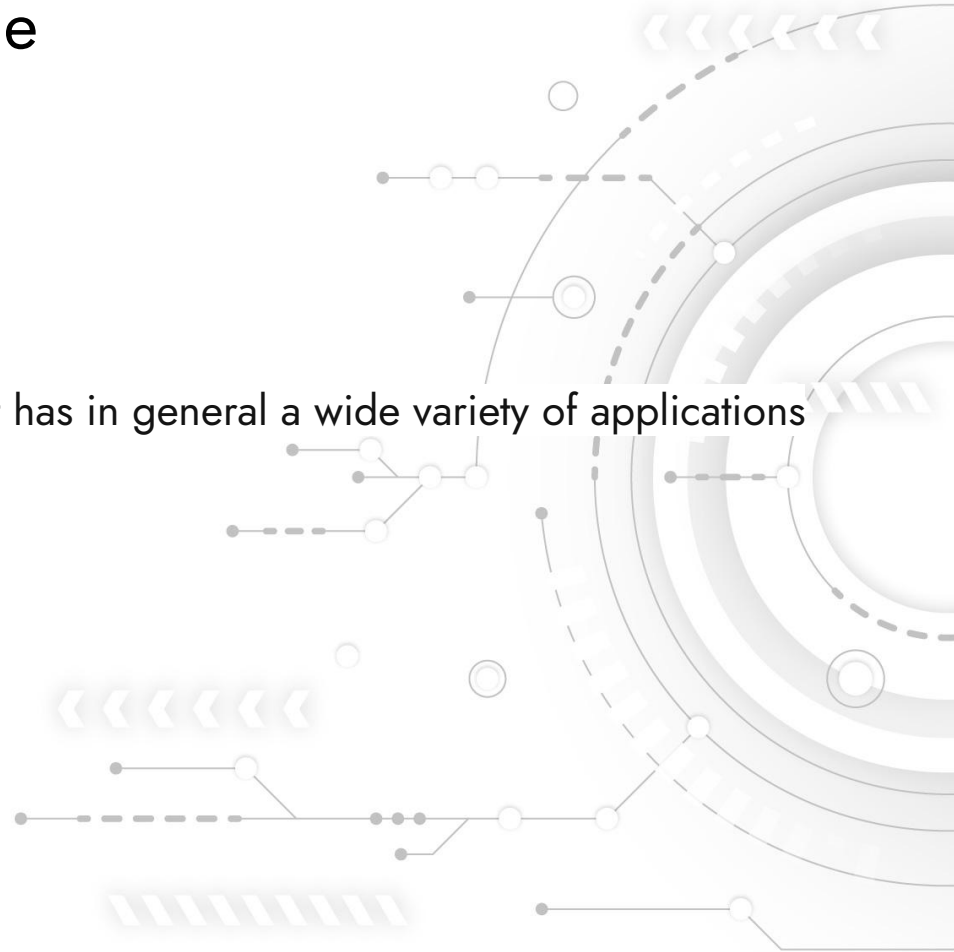 e
has in general a wide variety of applications